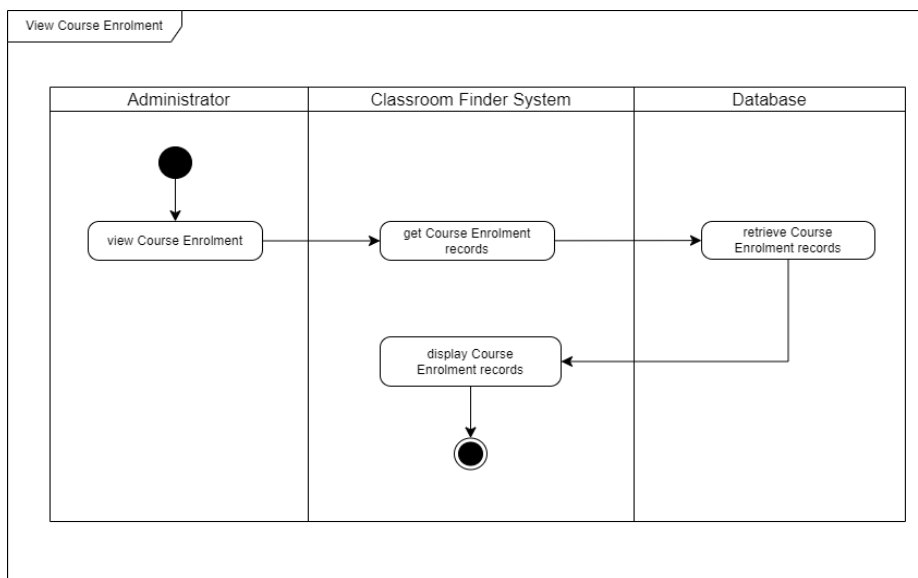 View Course Enrolment
Administrator
Classroom Finder System
Database
view Course Enrolment
get Course Enrolment
records
retrieve Course
Enrolment records
display Course
Enrolment records